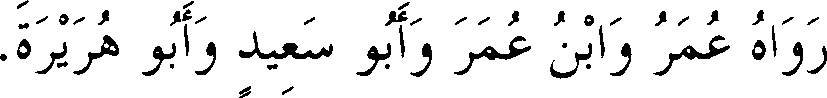 رَوَاهُ عُمَرُ وَابْنُ عُمَرَ وَأَبُو سَعِيدٍ وَأَبُو هُرَيْرَةَ.